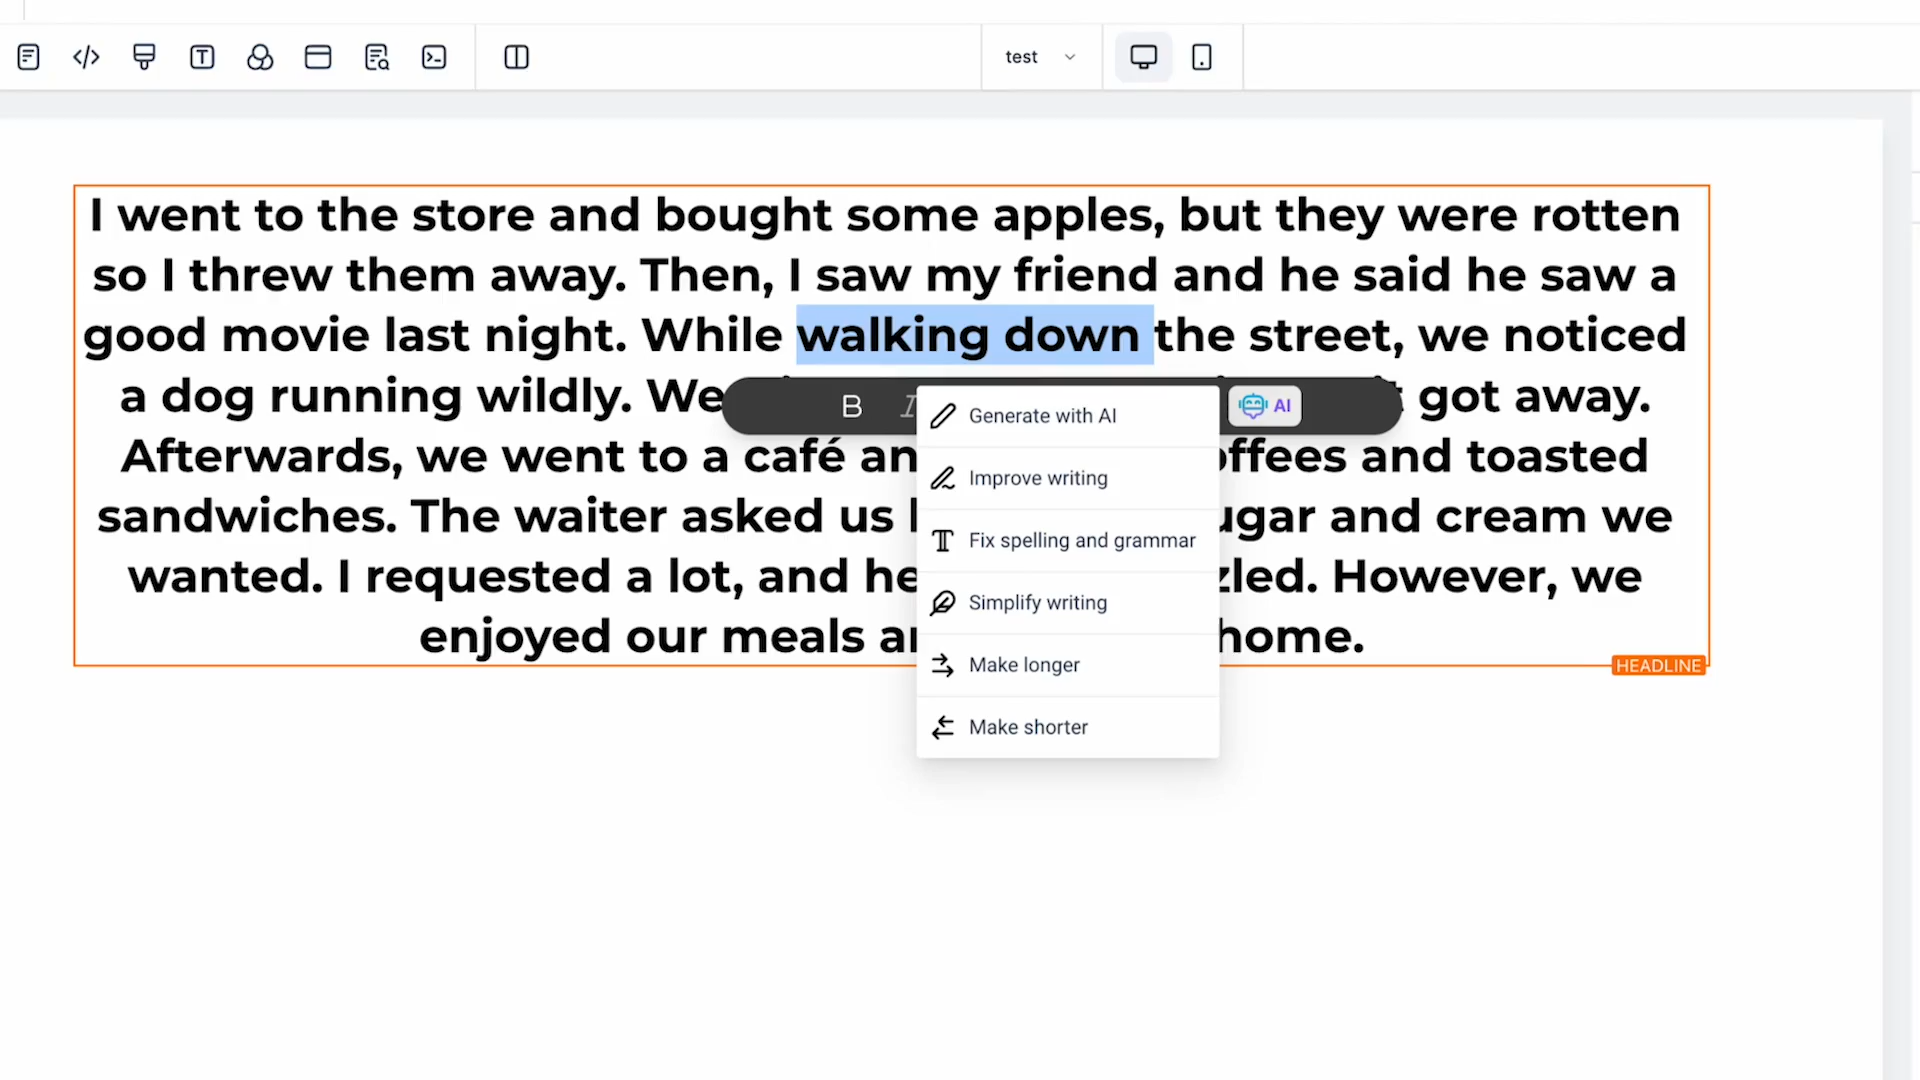 test
I went to the store and bought some apples, but they were rotten
so I threw them away. Then, I saw my friend and he said he saw a
good movie last night. While walking down the street, we noticed
a dog running wildly. We got away.
Afterwards, we went to a café and toasted
sandwiches. The waiter asked us and cream we
wanted. I requested a lot, and he However, we
enjoyed our meals home.
HEADLINE
B I
AI
Generate with AI
Improve writing
Fix spelling and grammar
Simplify writing
Make longer
Make shorter